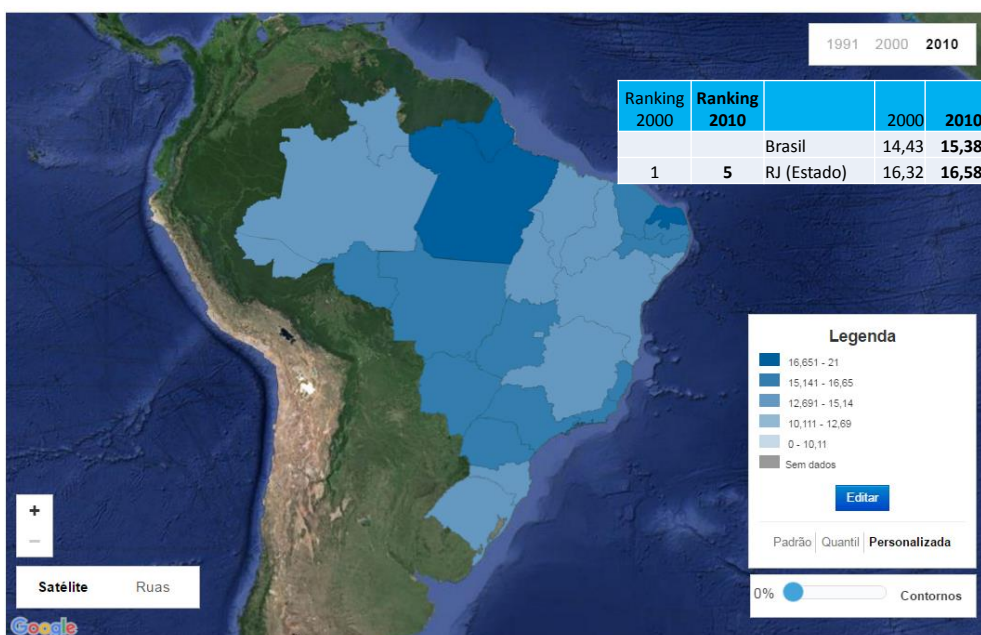 1991 2000 2010
Ranking 2000 Ranking 2010 2000 2010
Brasil 14,43 15,38
1 5 RJ (Estado) 16,32 16,58
Legenda
16,651 - 21
15,141 - 16,65
12,691 - 15,14
10,111 - 12,69
0 - 10,11
Sem dados
Editar
Padrão Quantil Personalizada
0% Contornos
+
−
Satélite Ruas
Google